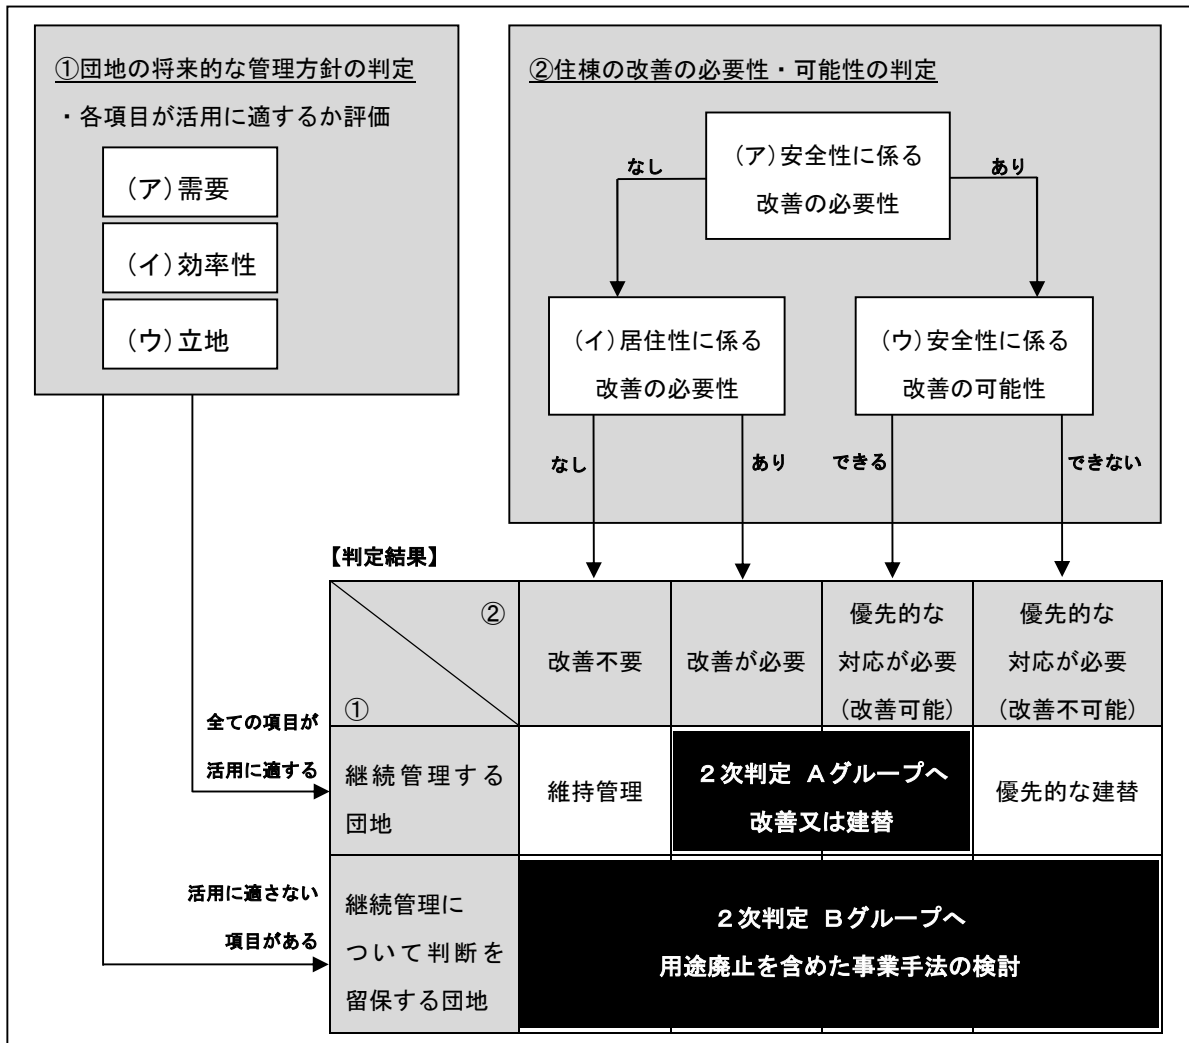 ①団地の将来的な管理方針の判定
・各項目が活用に適するか評価
(ア)需要
(イ)効率性
(ウ)立地
②住棟の改善の必要性・可能性の判定
(ア)安全性に係る
改善の必要性
なし
あり
(イ)居住性に係る
改善の必要性
(ウ)安全性に係る
改善の可能性
なし
あり
できる
できない
【判定結果】
②
①
改善不要
改善が必要
優先的な
対応が必要
(改善可能)
優先的な
対応が必要
(改善不可能)
全ての項目が
活用に適する
継続管理する
団地
維持管理
2次判定 Aグループへ
改善又は建替
優先的な建替
活用に適さない
項目がある
継続管理に
ついて判断を
留保する団地
2次判定 Bグループへ
用途廃止を含めた事業手法の検討